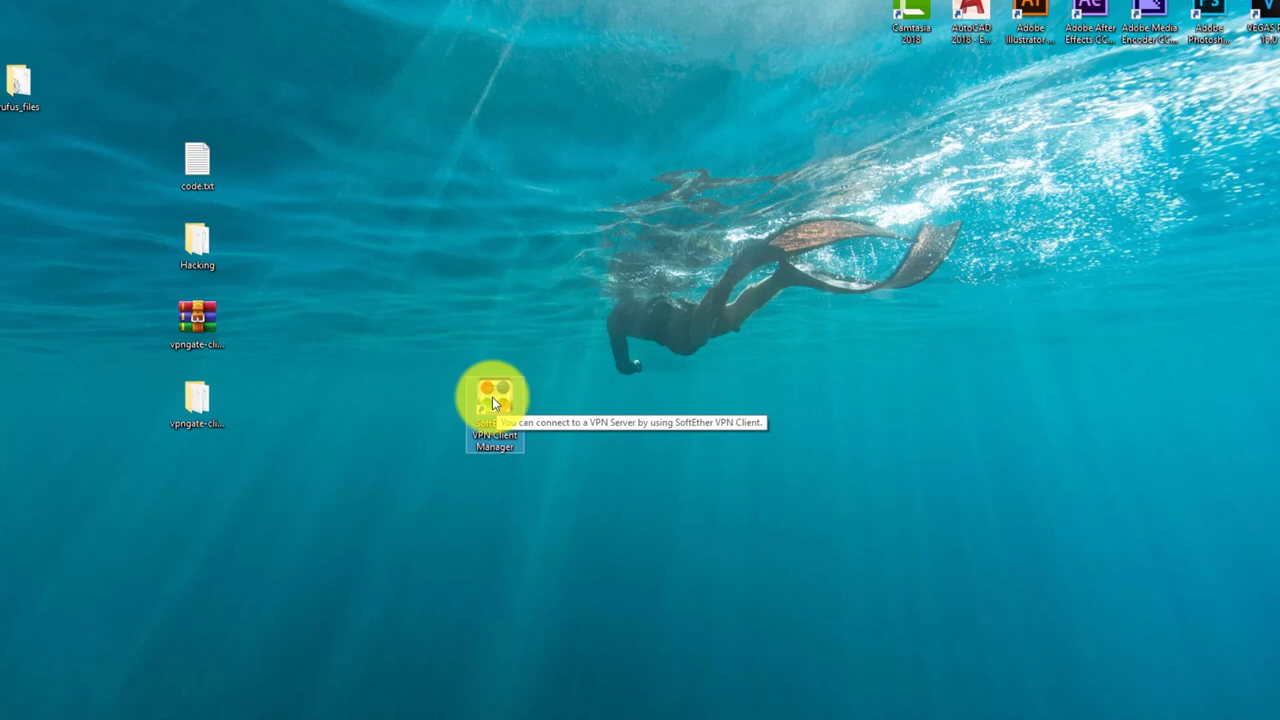 Camtasia
2018
AutoCAD
2018 - E...
Adobe
Illustrator ...
Adobe After
Effects CC...
Adobe Media
Encoder CC...
Adobe
Photosh...
VEGAS
rufus_files
code.txt
Hacking
vpngate-cli...
vpngate-cli...
You can connect to a VPN Server by using SoftEther VPN Client.
VPN Client
Manager